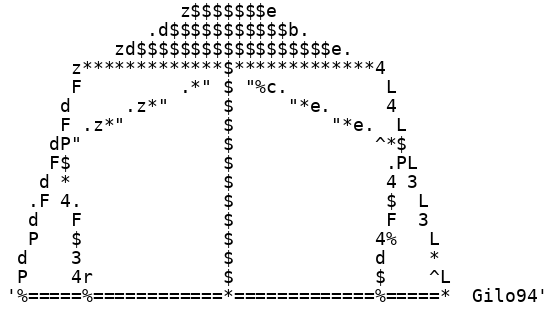 z$$$$$$$e
             .d$$$$$$$$$$$b.
          zd$$$$$$$$$$$$$$$$$$e.
      z*************$*************4
      F         .*" $ "%c.         L
     d     .z*"     $     "*e.     4
     F .z*"         $         "*e.  L
    dP"             $             ^*$
    F$              $              .PL
   d *              $              4 3
  .F 4.             $              $  L
  d   F             $              F  3
  P   $             $             4%   L
 d    3             $             d    *
 P    4r            $             $    ^L
'%=====%============*=============%=====*  Gilo94'